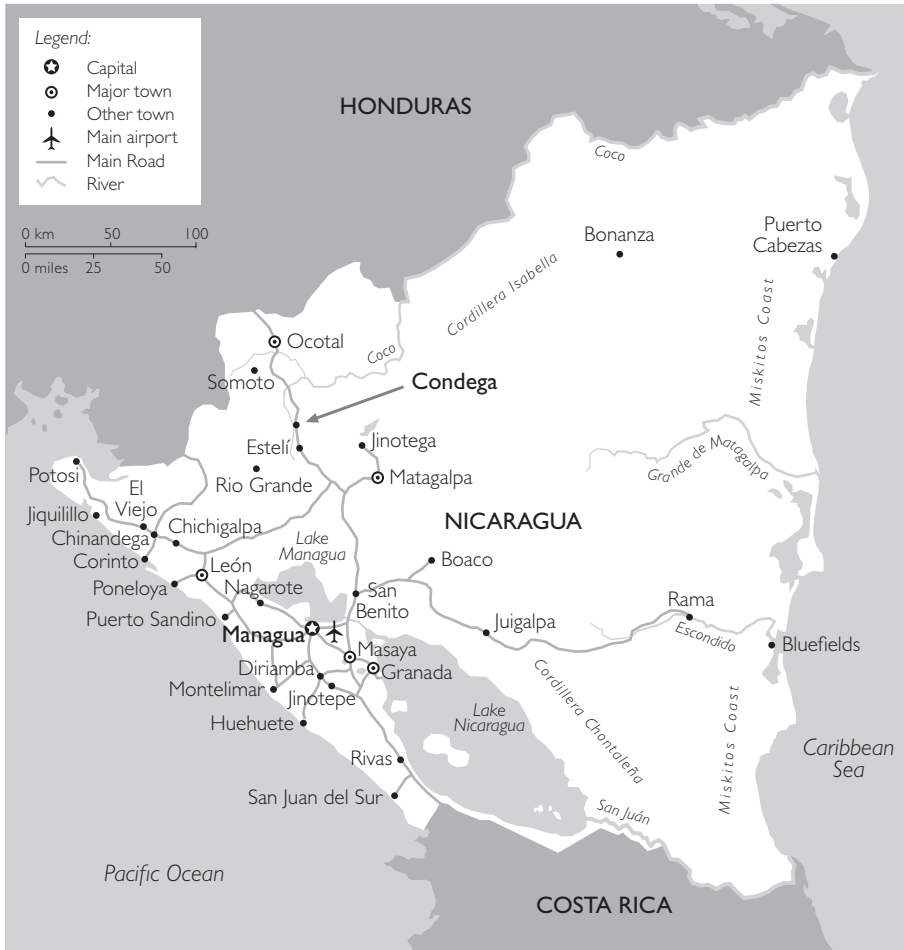 Legend:
Capital
Major town
Other town
Main airport
Main Road
River
0 km 50 100
0 miles 25 50
HONDURAS
Coco
Bonanza
Puerto
Cabezas
Cordillera Isabella
Miskitos Coast
Ocotal
Coco
Somoto
Condega
Estelí
Jinotega
Rio Grande
Matagalpa
Grande de Matagalpa
Potosi
El
Viejo
Jiquilillo
Chichigalpa
Chinandega
NICARAGUA
Lake
Managua
Corinto
León
Boaco
Poneloya
Nagarote
San
Benito
Puerto Sandino
Rama
Managua
Juigalpa
Escondido
Bluefields
Masaya
Diriamba
Granada
Montelimar
Jinotepe
Huehuete
Lake
Nicaragua
Cordillera Chontaleña
Miskitos Coast
Caribbean
Sea
Rivas
San Juan del Sur
San Juán
Pacific Ocean
COSTA RICA